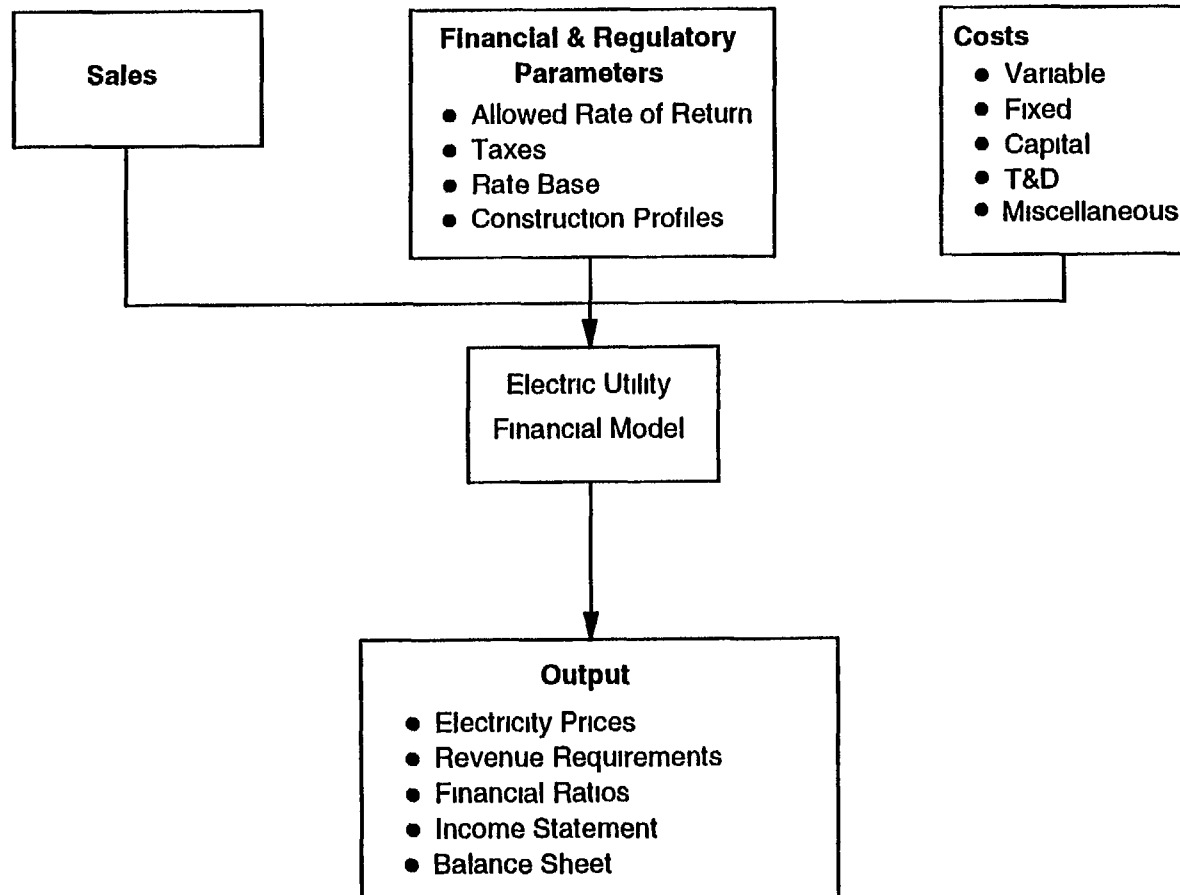 Sales
Financial & Regulatory
Parameters
● Allowed Rate of Return
● Taxes
● Rate Base
● Construction Profiles
Costs
● Variable
● Fixed
● Capital
● T&D
● Miscellaneous
Electric Utility
Financial Model
Output
● Electricity Prices
● Revenue Requirements
● Financial Ratios
● Income Statement
● Balance Sheet